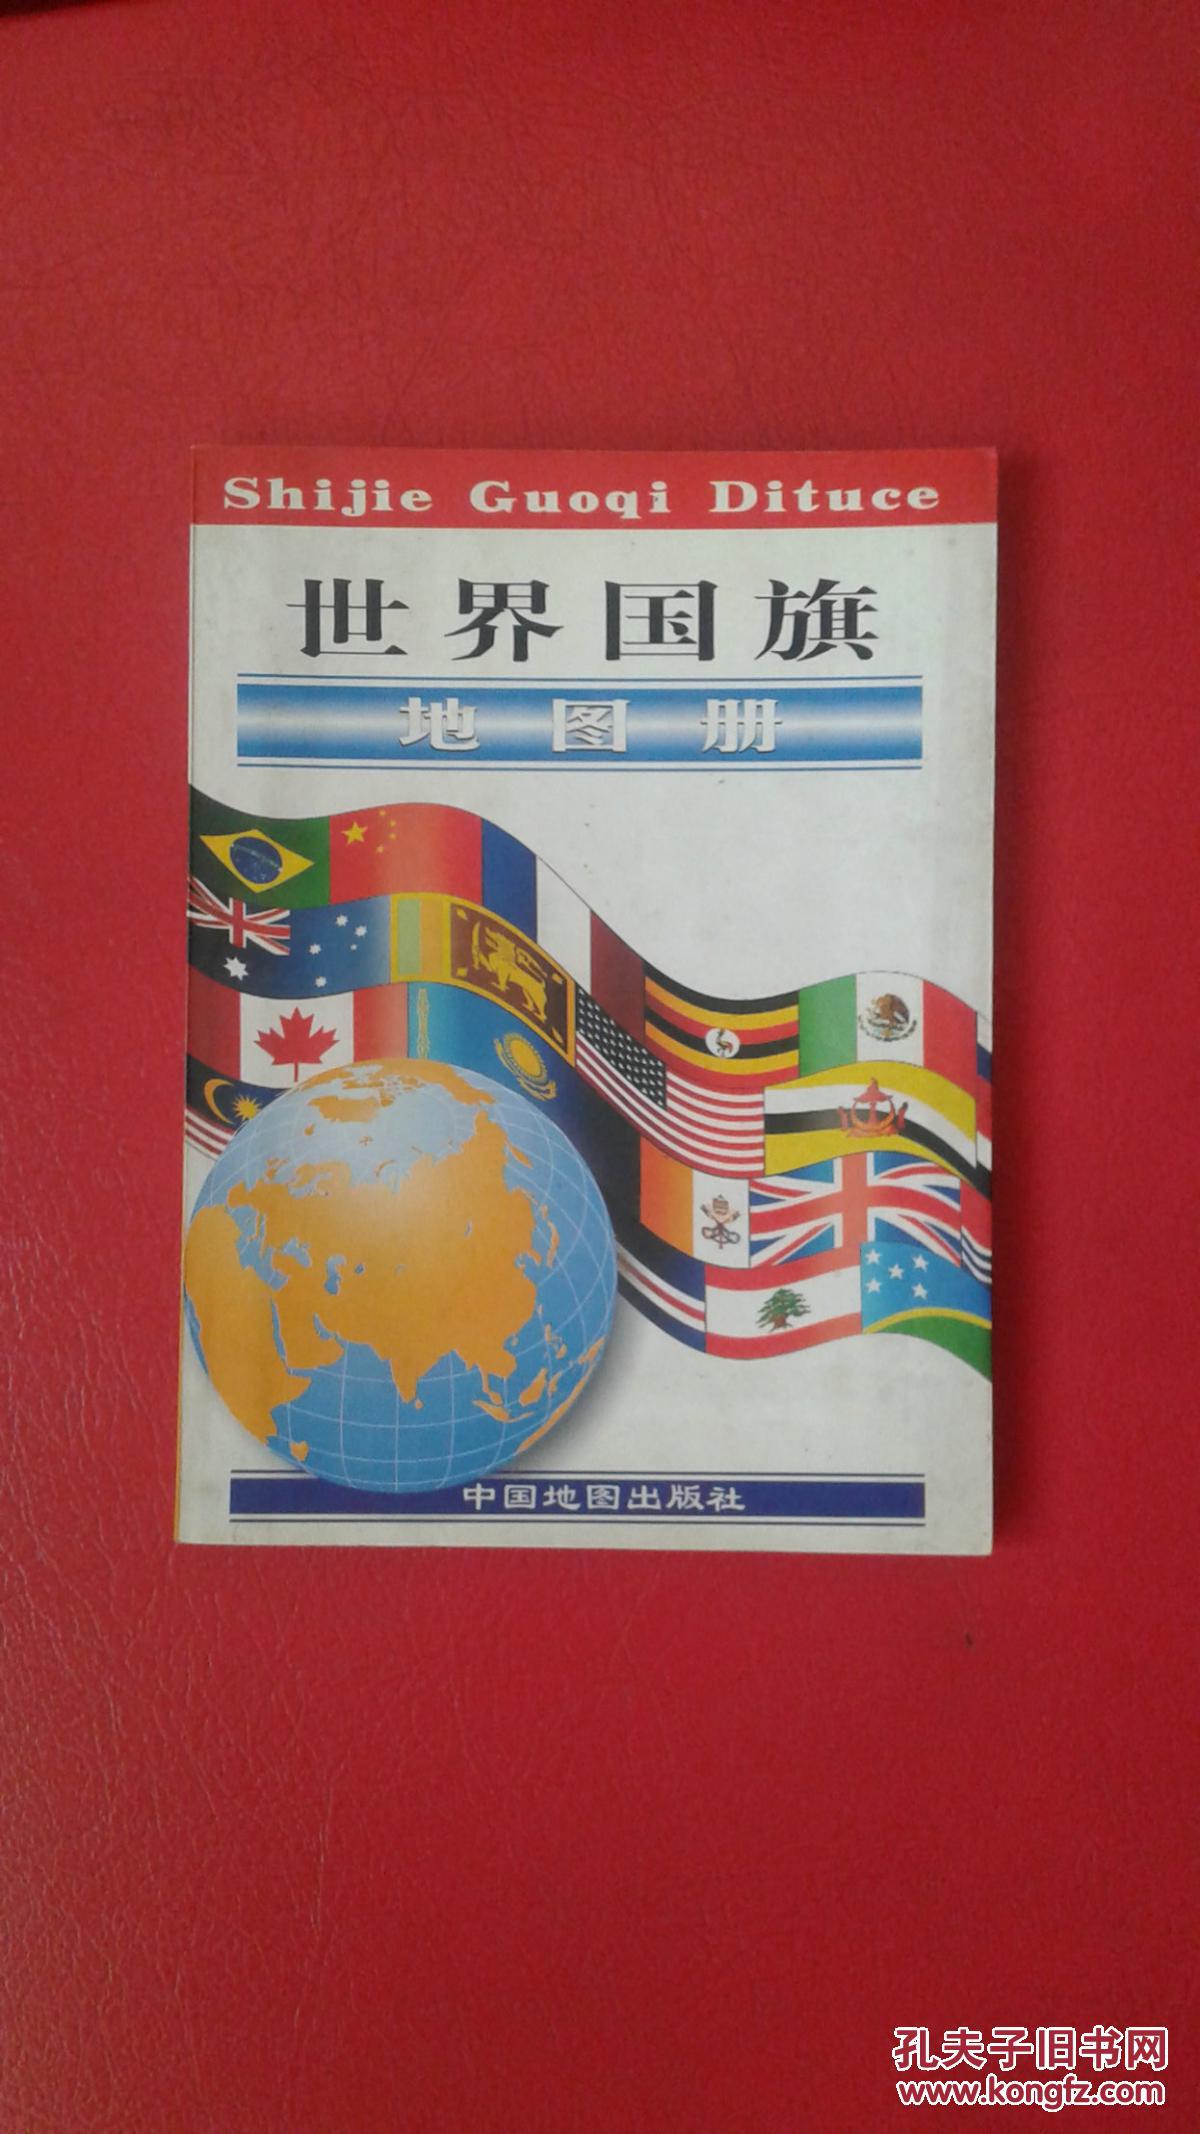 Shijie Guoqi Dituce
世界国旗
地图册
中国地图出版社
孔夫子旧书网
www.kongfz.com